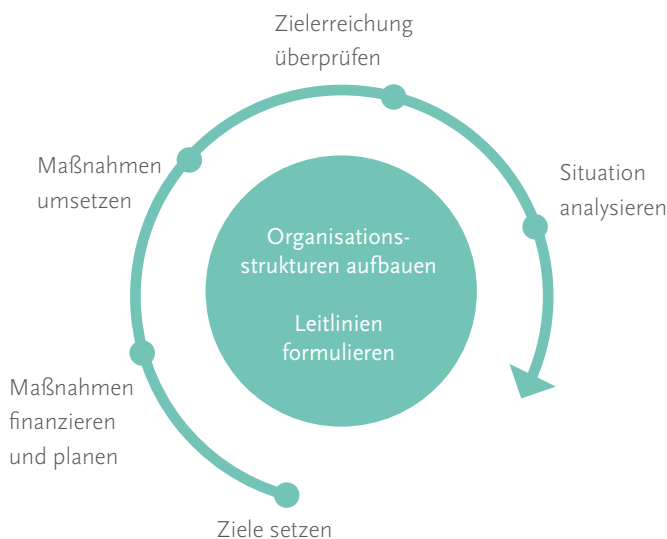 Zielerreichung
überprüfen
Maßnahmen
umsetzen
Situation
analysieren
Organisations-
strukturen aufbauen
Leitlinien
formulieren
Maßnahmen
finanzieren
und planen
Ziele setzen